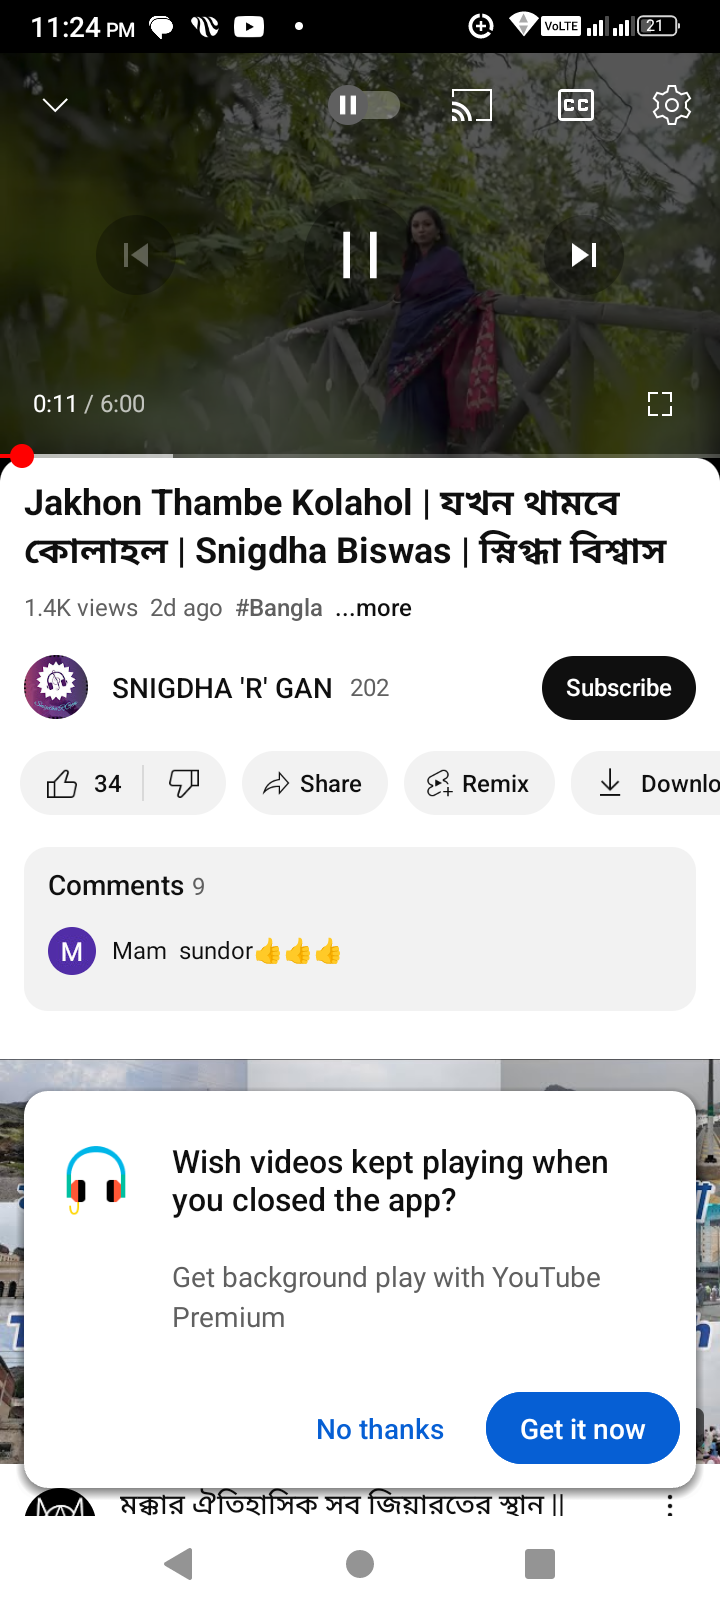 11:24 PM
VoLTE
21
CC
0:11 / 6:00
Jakhon Thambe Kolahol | যখন থামবে
কোলাহল | Snigdha Biswas | স্নিগ্ধা বিশ্বাস
1.4K views 2d ago #Bangla ...more
SNIGDHA 'R' GAN 202
Subscribe
34
Share
Remix
Downlo
Comments 9
M
Mam sundor👍👍👍
Wish videos kept playing when
you closed the app?
Get background play with YouTube
Premium
No thanks
Get it now
মক্কার ঐতিহাসিক সব জিয়ারতের স্থান ||